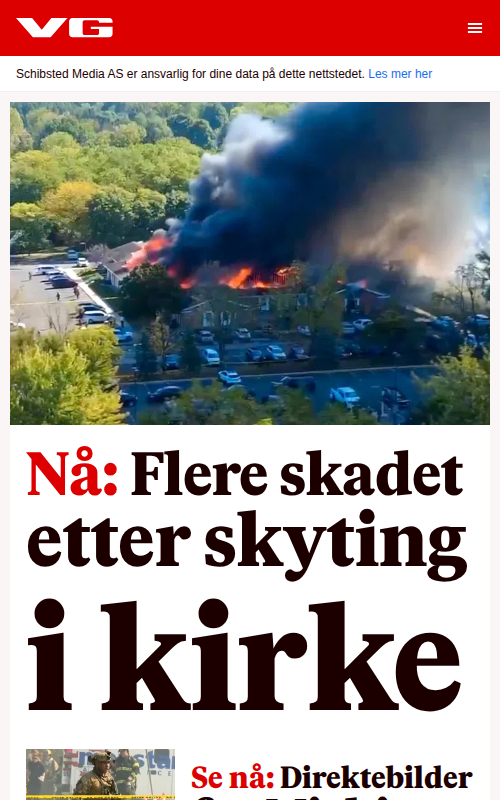 VG
Schibsted Media AS er ansvarlig for dine data på dette nettstedet. Les mer her
Nå: Flere skadet
etter skyting
i kirke
Se nå: Direktebilder